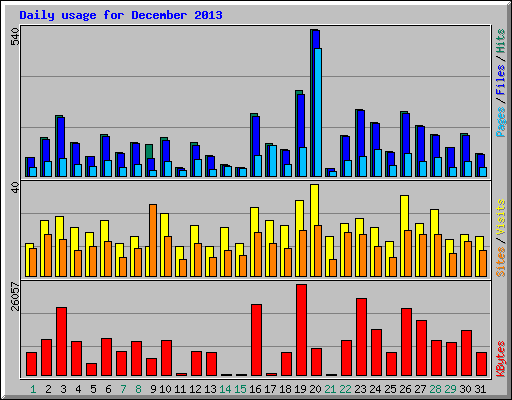 Daily usage for December 2013
540
Pages / Files / Hits
40
Sites / Visits
26057
KBytes
1 2 3 4 5 6 7 8 9 10 11 12 13 14 15 16 17 18 19 20 21 22 23 24 25 26 27 28 29 30 31